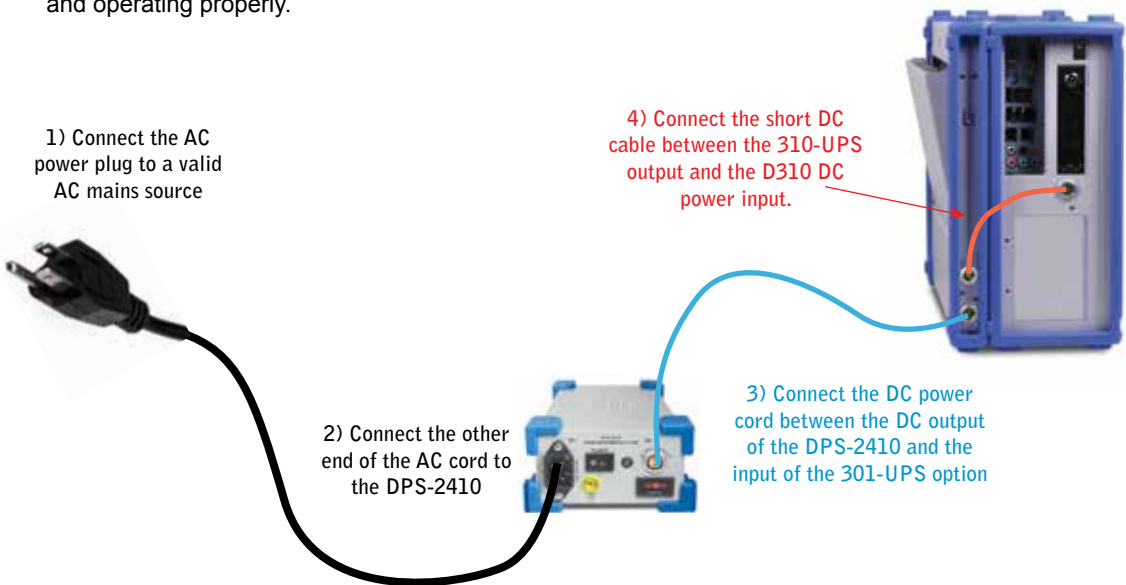 and operating properly.
1) Connect the AC
power plug to a valid
AC mains source
4) Connect the short DC
cable between the 310-UPS
output and the D310 DC
power input.
2) Connect the other
end of the AC cord to
the DPS-2410
3) Connect the DC power
cord between the DC output
of the DPS-2410 and the
input of the 301-UPS option